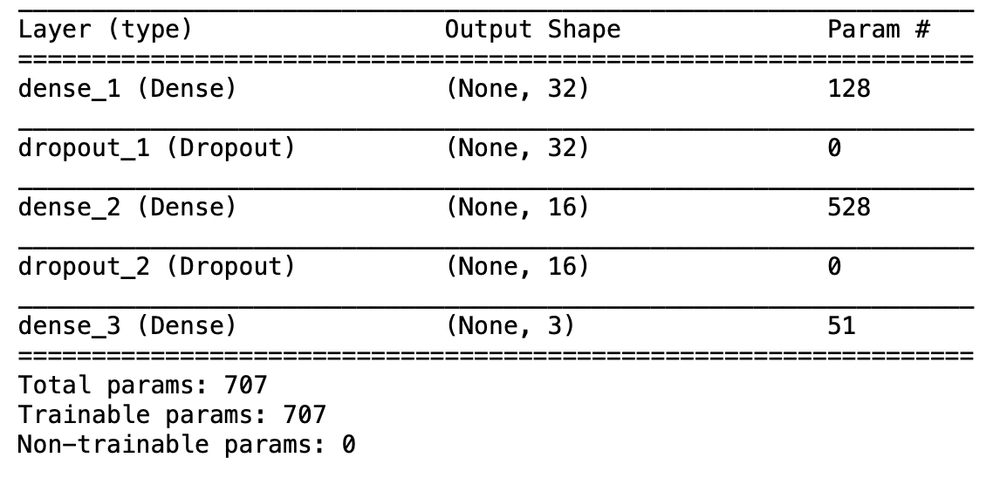 Layer (type) Output Shape Param #
=================================================================
dense_1 (Dense) (None, 32) 128
_________________________________________________________________
dropout_1 (Dropout) (None, 32) 0
_________________________________________________________________
dense_2 (Dense) (None, 16) 528
_________________________________________________________________
dropout_2 (Dropout) (None, 16) 0
_________________________________________________________________
dense_3 (Dense) (None, 3) 51
=================================================================
Total params: 707
Trainable params: 707
Non-trainable params: 0